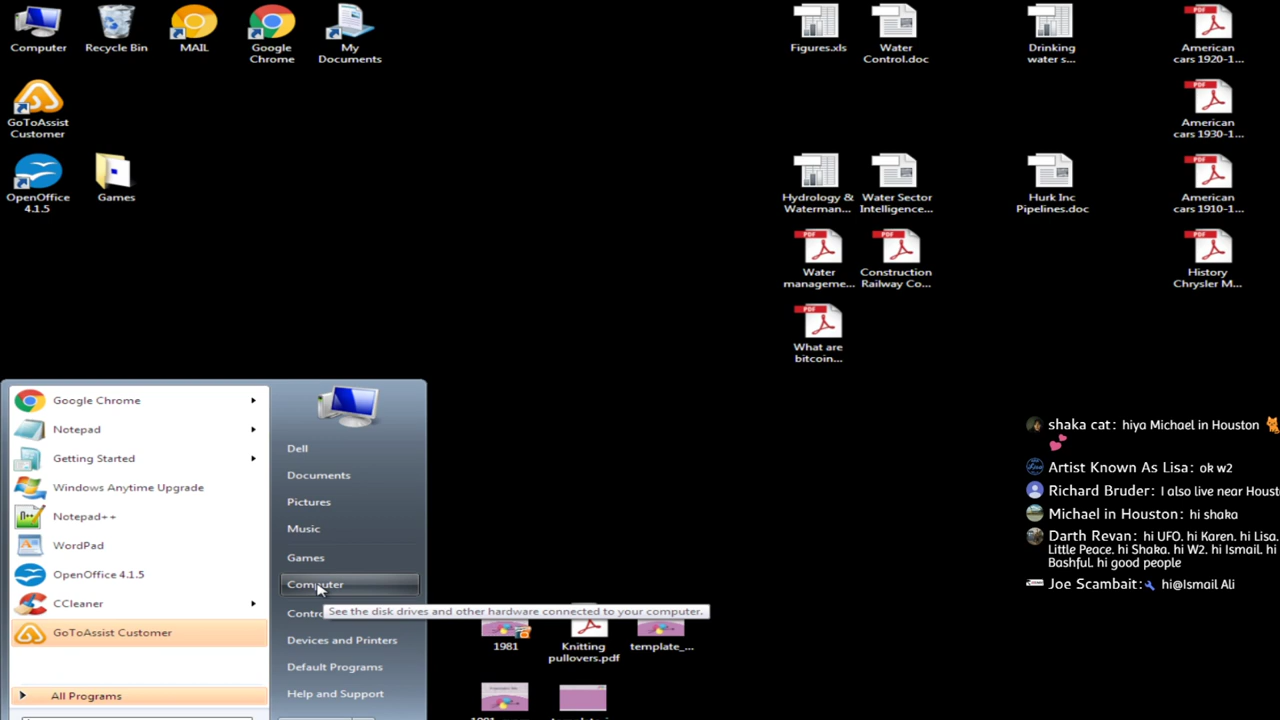 Computer
Recycle Bin
MAIL
Google
Chrome
My
Documents
GoToAssist
Customer
OpenOffice
4.1.5
Games
Figures.xls
Water
Control.doc
Drinking
water s...
American
cars 1920-1...
American
cars 1930-1...
Hydrology &
Waterman...
Water Sector
Intelligence...
Hurk Inc
Pipelines.doc
American
cars 1910-1...
Water
manageme...
Construction
Railway Co...
History
Chrysler M...
What are
bitcoin...
Google Chrome
Notepad
Getting Started
Windows Anytime Upgrade
Notepad++
WordPad
OpenOffice 4.1.5
CCleaner
GoToAssist Customer
All Programs
Dell
Documents
Pictures
Music
Games
Computer
Contro
See the disk drives and other hardware connected to your computer.
Devices and Printers
Default Programs
Help and Support
1981
Knitting
pullovers.pdf
template_...
shaka cat: hiya Michael in Houston
Artist Known As Lisa: ok w2
Richard Bruder: I also live near Houst
Michael in Houston: hi shaka
Darth Revan: hi UFO. hi Karen. hi Lisa.
Little Peace. hi Shaka. hi W2. hi Ismail. hi
Bashful. hi good people
Joe Scambait: hi@Ismail Ali